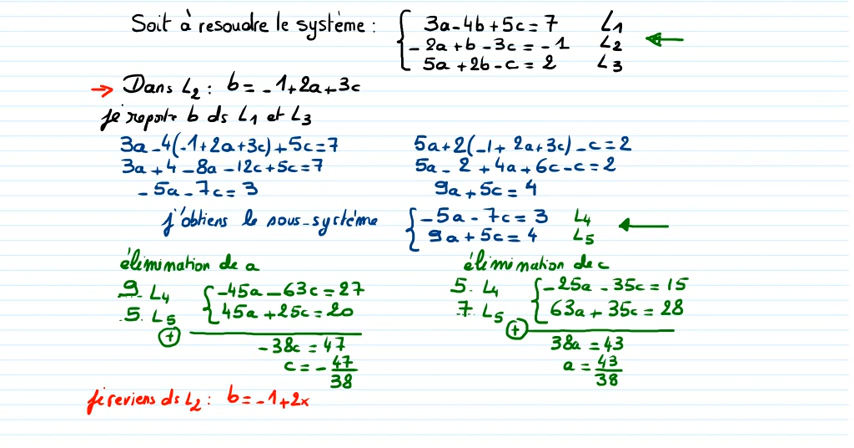 Soit à resoudre le système : { 3a-4b+5c=7 L1
-2a+b-3c=-1 L2
5a+2b-c=2 L3
→ Dans L2 : b=-1+2a+3c
je reporte b ds L1 et L3
3a-4(-1+2a+3c)+5c=7
3a+4-8a-12c+5c=7
-5a-7c=3
5a+2(-1+2a+3c)-c=2
5a-2+4a+6c-c=2
9a+5c=4
j'obtiens le sous-système { -5a-7c=3 L4
9a+5c=4 L5
élimination de a
9. L4 { -45a-63c=27
5. L5 45a+25c=20
+
-38c=47
c=-47/38
élimination de c
5. L4 { -25a-35c=15
7. L5 63a+35c=28
+
38a=43
a=43/38
je reviens ds L2 : b=-1+2x